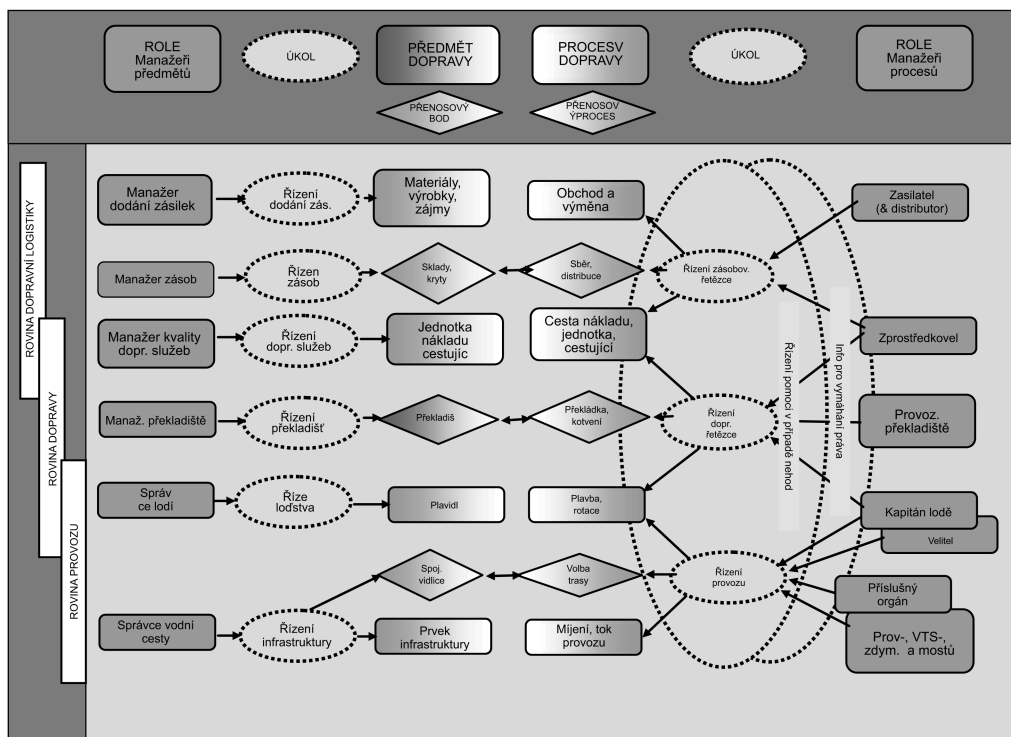 ROLE
Manažeři
předmětů
ÚKOL
PŘEDMĚT
DOPRAVY
PROCESV
DOPRAVY
ÚKOL
ROLE
Manažeři
procesů
PŘENOSOVÝ
BOD
PŘENOSOV
ÝPROCES
ROVINA DOPRAVNÍ LOGISTIKY
ROVINA DOPRAVY
ROVINA PROVOZU
Manažer
dodání zásilek
Řízení
dodání zás.
Materiály,
výrobky,
zájmy
Obchod a
výměna
Zasilatel
(& distributor)
Manažer zásob
Řízen
zásob
Sklady,
kryty
Sběr,
distribuce
Řízení zásobov.
řetězce
Manažer kvality
dopr. služeb
Řízení
dopr. služeb
Jednotka
nákladu
cestujíc
Cesta nákladu,
jednotka,
cestující
Zprostředkovel
Řízení pomoci v případě nehod
Info pro vymáhání práva
Manaž. překladiště
Řízení
překladišť
Překladiš
Překládka,
kotvení
Řízení
dopr.
řetězce
Provoz.
překladiště
Správ
ce lodí
Říze
loďstva
Plavidl
Plavba,
rotace
Kapitán lodě
Velitel
Spoj.
vidlice
Volba
trasy
Řízení
provozu
Příslušný
orgán
Správce vodní
cesty
Řízení
infrastruktury
Prvek
infrastruktury
Míjení, tok
provozu
Prov-, VTS-,
zdym. a mostů